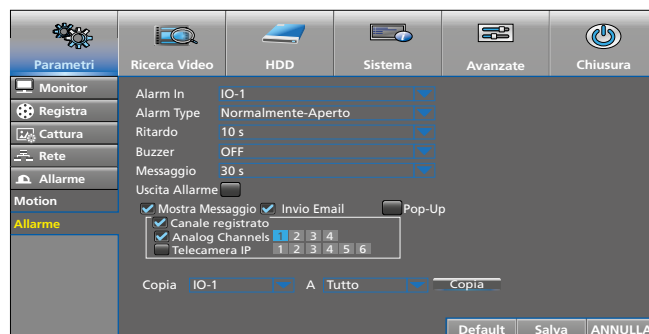 Parametri Ricerca Video HDD Sistema Avanzate Chiusura
Monitor
Registra
Cattura
Rete
Allarme
Motion
Allarme
Alarm In IO-1
Alarm Type Normalmente-Aperto
Ritardo 10 s
Buzzer OFF
Messaggio 30 s
Uscita Allarme
Mostra Messaggio Invio Email Pop-Up
Canale registrato
Analog Channels 1 2 3 4
Telecamera IP 1 2 3 4 5 6
Copia IO-1 A Tutto Copia
Default Salva ANNULLA